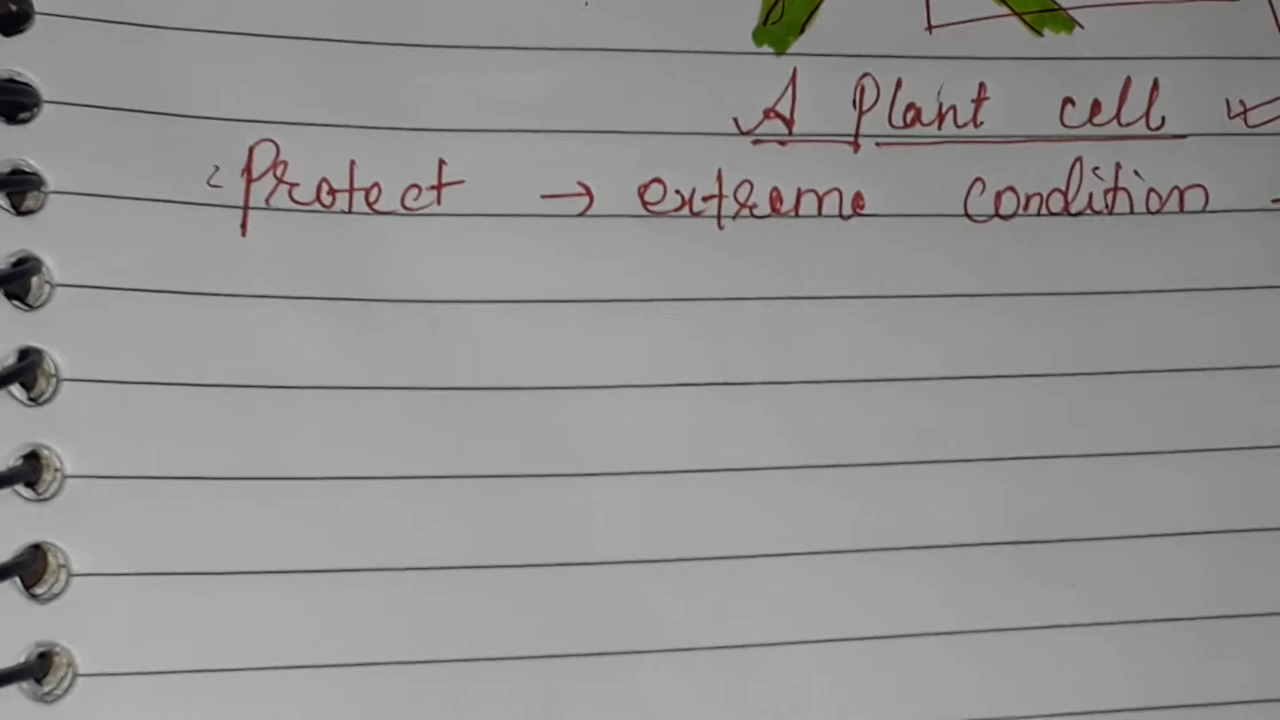 A Plant cell
Protect → extreme condition